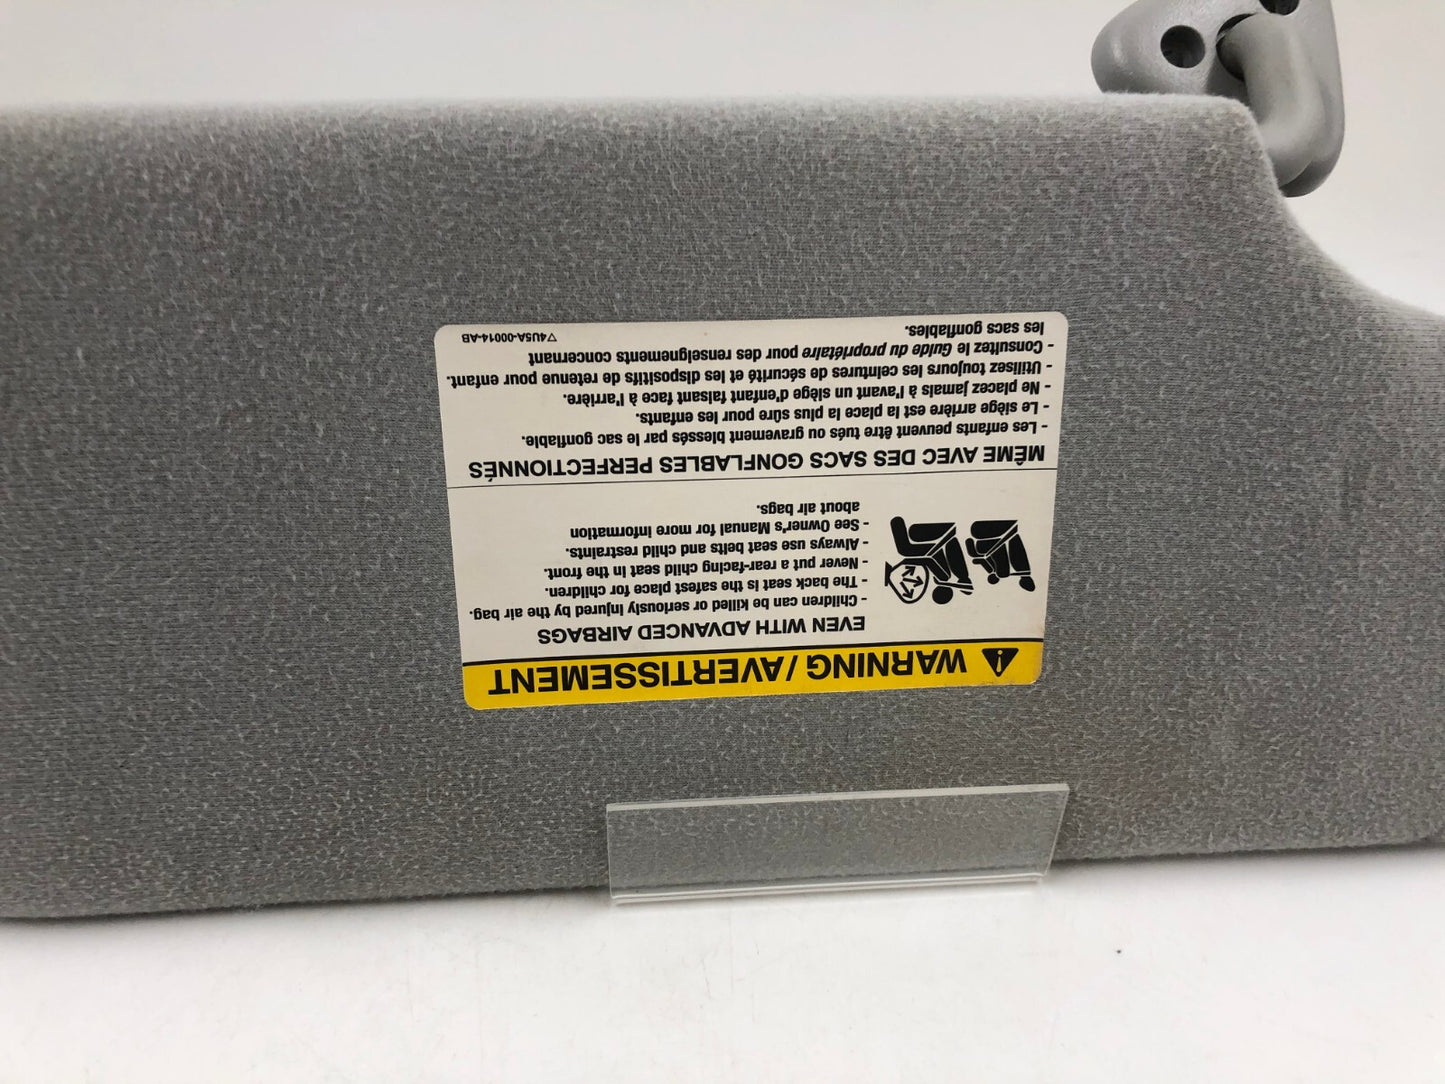 WARNING / AVERTISSEMENT
EVEN WITH ADVANCED AIRBAGS
- Children can be killed or seriously injured by the air bag.
- The back seat is the safest place for children.
- Never put a rear-facing child seat in the front.
- Always use seat belts and child restraints.
- See Owner's Manual for more information
about air bags.
MÊME AVEC DES SACS GONFLABLES PERFECTIONNÉS
- Les enfants peuvent être tués ou gravement blessés par le sac gonflable.
- Le siège arrière est la place la plus sûre pour les enfants.
- Ne placez jamais à l'avant un siège d'enfant faisant face à l'arrière.
- Utilisez toujours les ceintures de sécurité et les dispositifs de retenue pour enfant.
- Consultez le Guide du propriétaire pour des renseignements concernant
les sacs gonflables.
▽4U5A-00014-AB